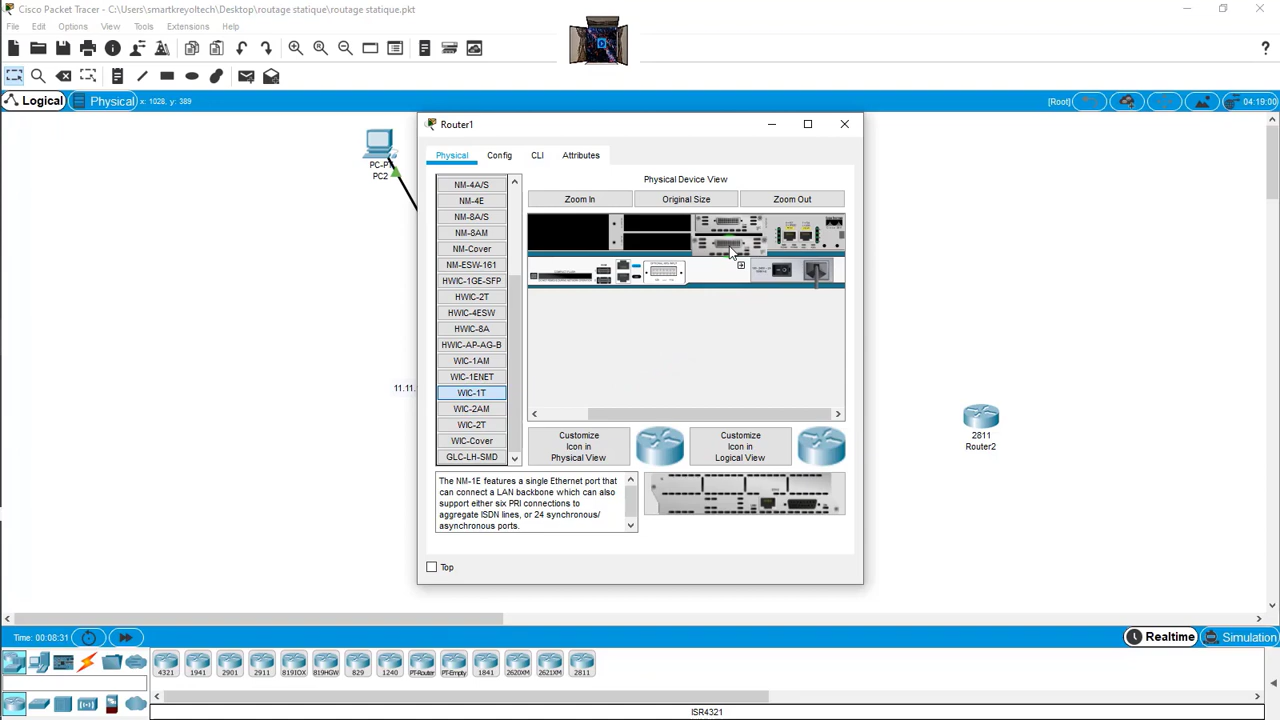 Cisco Packet Tracer - C:\Users\smartkreyoltech\Desktop\routage statique\routage statique.pkt
File Edit Options View Tools Extensions Help
?
Logical Physical x: 1028, y: 389 [Root] 04:19:00
PC-PT
PC2
11.11.
Router1
Physical Config CLI Attributes
NM-4A/S
NM-4E
NM-8A/S
NM-8AM
NM-Cover
NM-ESW-161
HWIC-1GE-SFP
HWIC-2T
HWIC-4ESW
HWIC-8A
HWIC-AP-AG-B
WIC-1AM
WIC-1ENET
WIC-1T
WIC-2AM
WIC-2T
WIC-Cover
GLC-LH-SMD
Physical Device View
Zoom In Original Size Zoom Out
Customize
Icon in
Physical View
Customize
Icon in
Logical View
The NM-1E features a single Ethernet port that
can connect a LAN backbone which can also
support either six PRI connections to
aggregate ISDN lines, or 24 synchronous/
asynchronous ports.
Top
2811
Router2
Time: 00:08:31 Realtime Simulation
4321 1941 2901 2911 819IOX 819HGW 829 1240 PT-Router PT-Empty 1841 2620XM 2621XM 2811
ISR4321